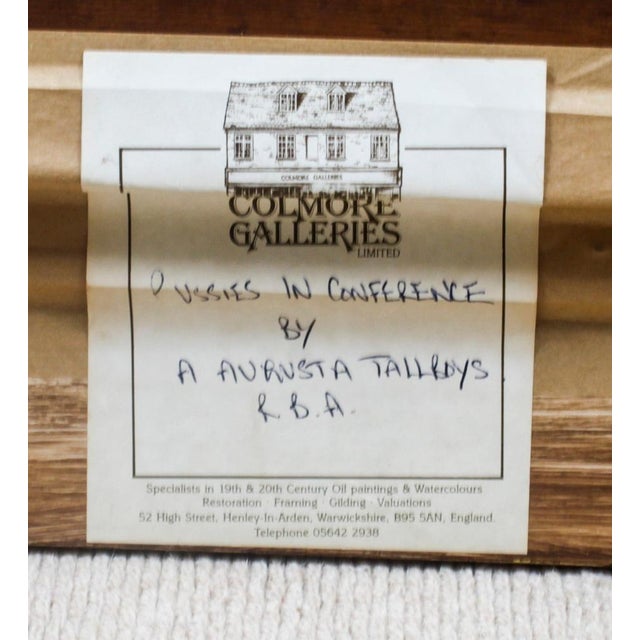 COLMORE GALLERIES
COLMORE
GALLERIES
LIMITED
PUSSIES IN CONFERENCE
BY
A AUGUSTA TALLBOYS
R.B.A.
Specialists in 19th & 20th Century Oil paintings & Watercolours
Restoration · Framing · Gilding · Valuations
52 High Street, Henley-In-Arden, Warwickshire, B95 5AN, England.
Telephone 05642 2938